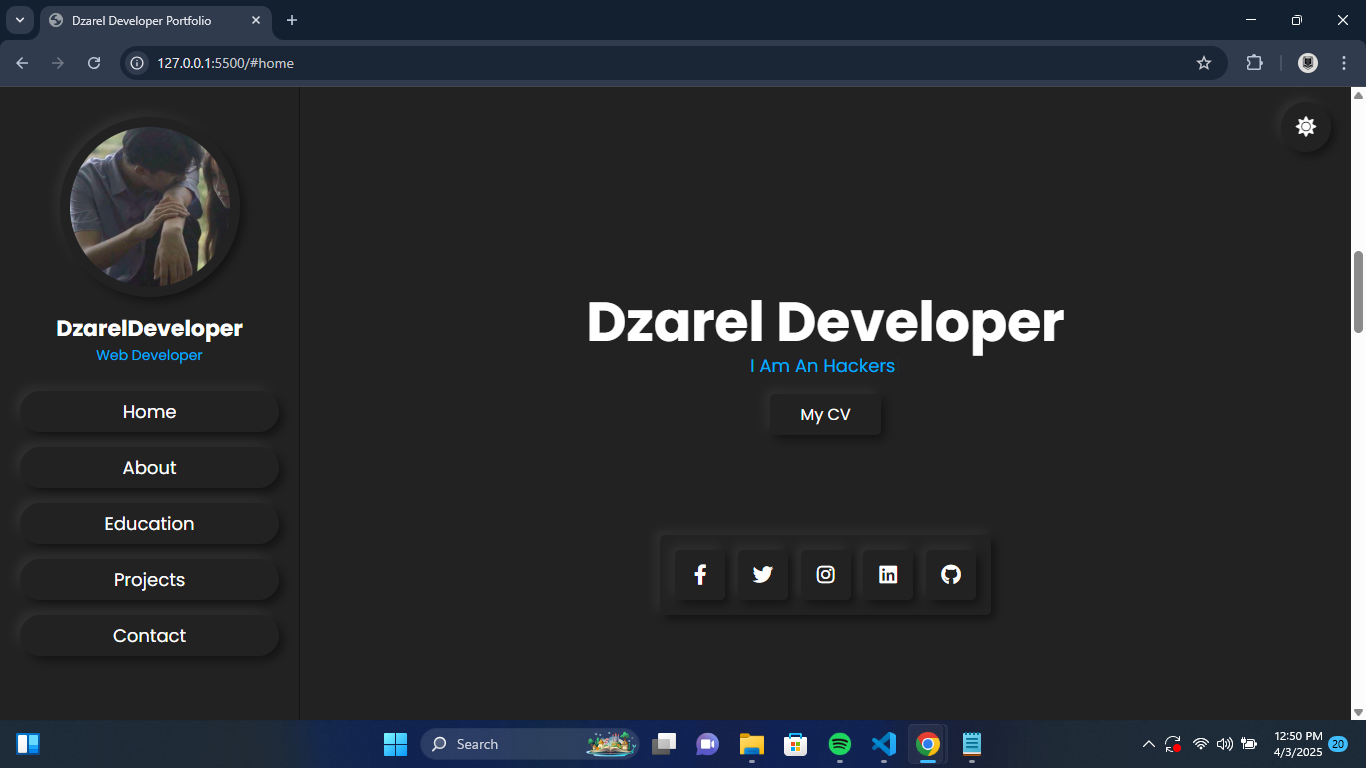 Dzarel Developer Portfolio
127.0.0.1:5500/#home
DzarelDeveloper
Web Developer
Home
About
Education
Projects
Contact
Dzarel Developer
I Am An Hackers
My CV
Search
12:50 PM
4/3/2025
20